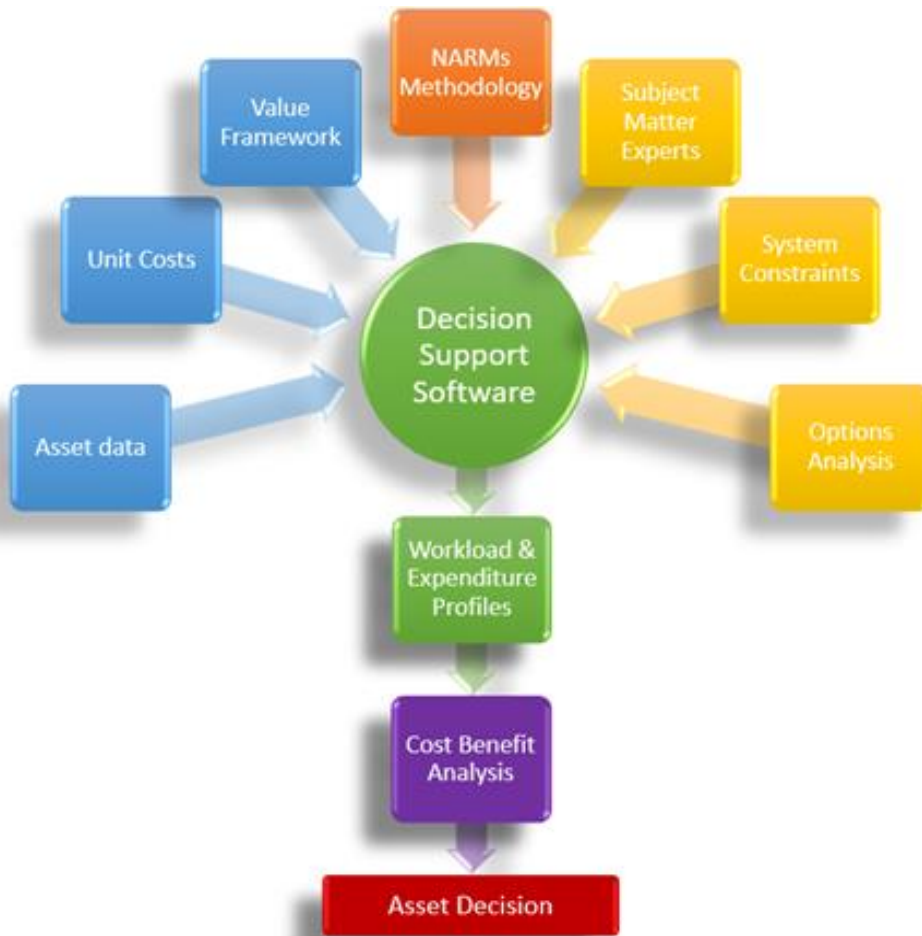 NARMs
Methodology
Value
Framework
Subject
Matter
Experts
Unit Costs
System
Constraints
Decision
Support
Software
Asset data
Options
Analysis
Workload &
Expenditure
Profiles
Cost Benefit
Analysis
Asset Decision